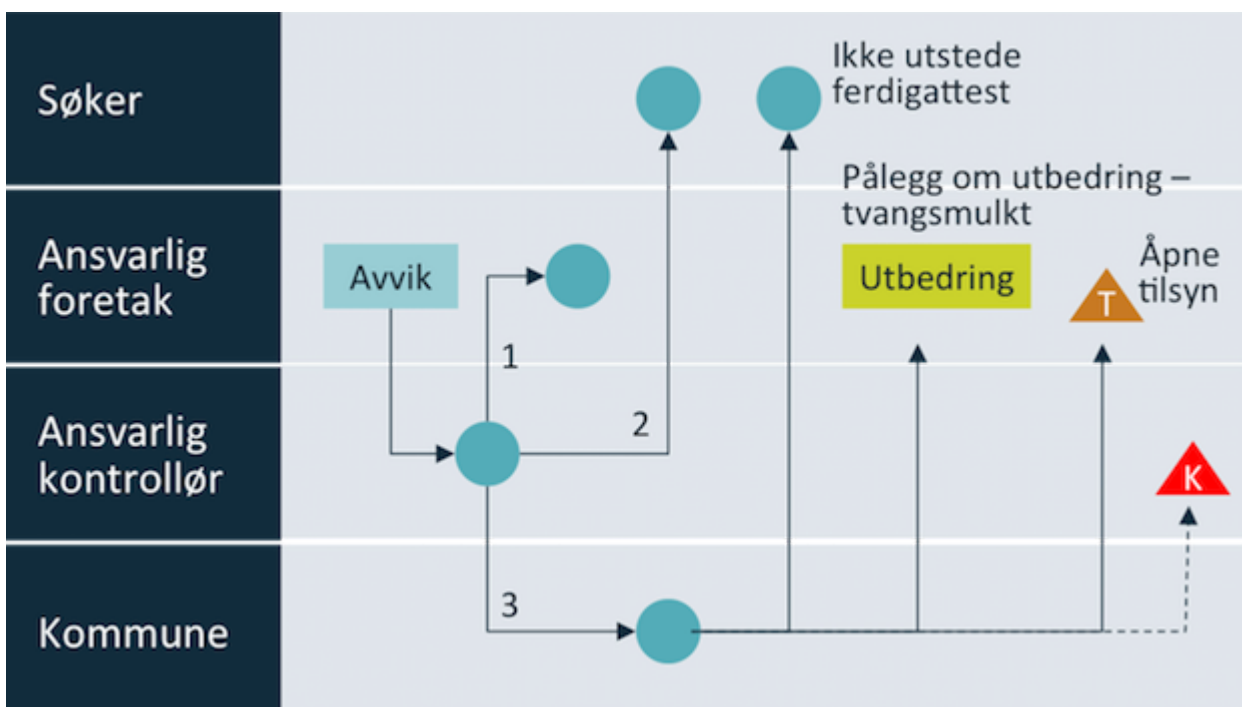 Søker
Ikke utstede
ferdigattest
Ansvarlig
foretak
Avvik
Pålegg om utbedring –
tvangsmulkt
Utbedring
T
Åpne
tilsyn
1
Ansvarlig
kontrollør
2
K
Kommune
3